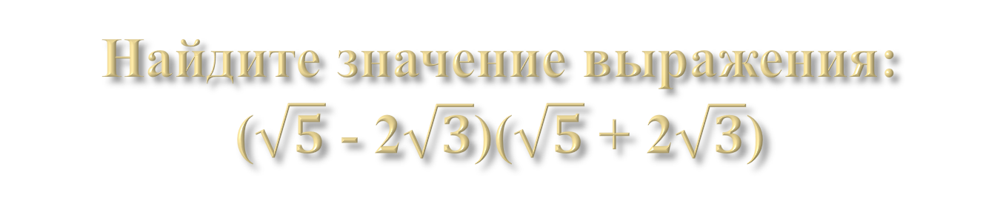 Найдите значение выражения:
(√5 - 2√3)(√5 + 2√3)